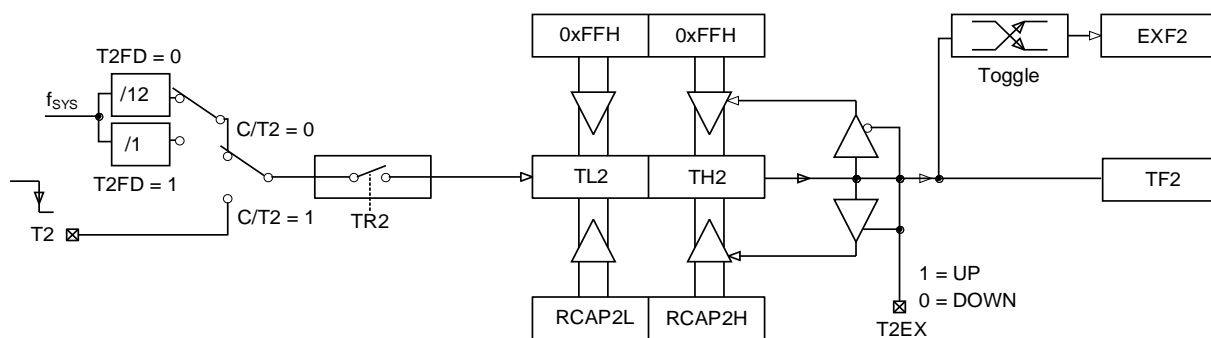 0xFFH
0xFFH
EXF2
Toggle
T2FD = 0
/12
fSYS
/1
T2FD = 1
C/T2 = 0
C/T2 = 1
TR2
TL2
TH2
TF2
T2
1 = UP
0 = DOWN
T2EX
RCAP2L
RCAP2H